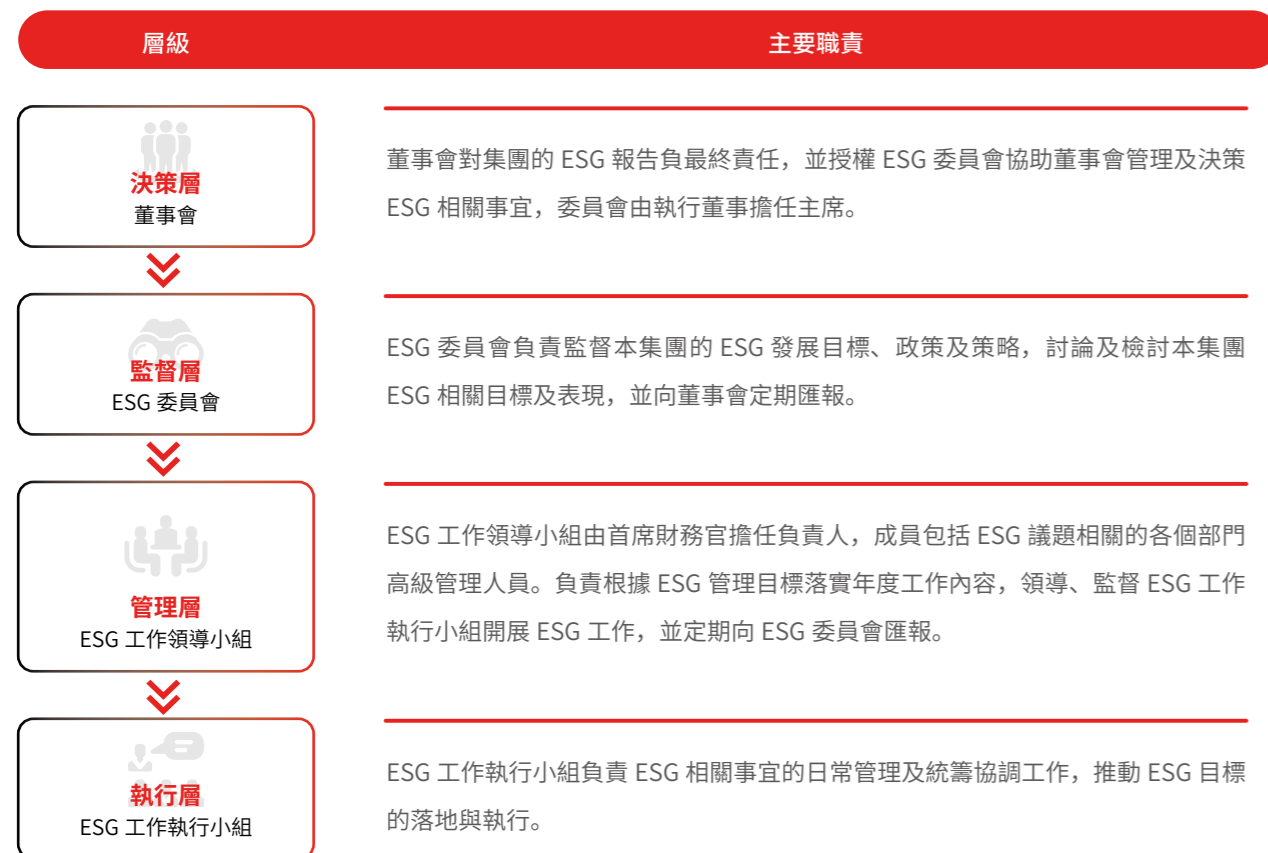 層級
主要職責
決策層
董事會
董事會對集團的 ESG 報告負最終責任，並授權 ESG 委員會協助董事會管理及決策
ESG 相關事宜，委員會由執行董事擔任主席。
監督層
ESG 委員會
ESG 委員會負責監督本集團的 ESG 發展目標、政策及策略，討論及檢討本集團
ESG 相關目標及表現，並向董事會定期匯報。
管理層
ESG 工作領導小組
ESG 工作領導小組由首席財務官擔任負責人，成員包括 ESG 議題相關的各個部門
高級管理人員。負責根據 ESG 管理目標落實年度工作內容，領導、監督 ESG 工作
執行小組開展 ESG 工作，並定期向 ESG 委員會匯報。
執行層
ESG 工作執行小組
ESG 工作執行小組負責 ESG 相關事宜的日常管理及統籌協調工作，推動 ESG 目標
的落地與執行。